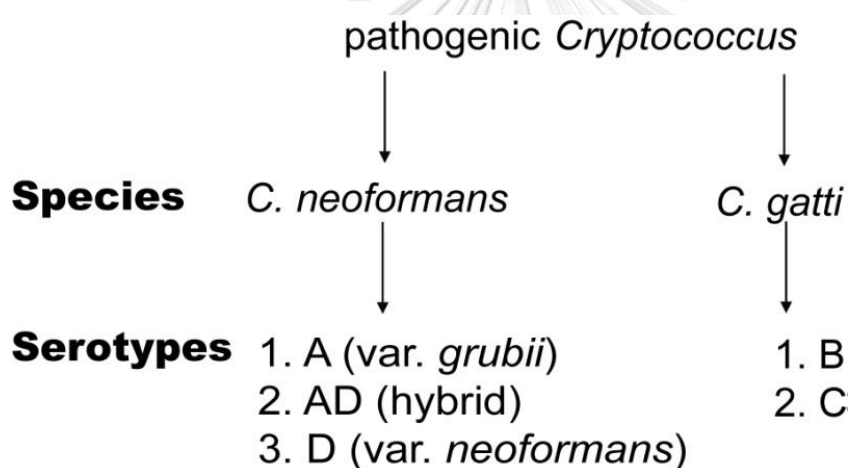 pathogenic Cryptococcus
Species C. neoformans C. gatti
Serotypes 1. A (var. grubii) 1. B
2. AD (hybrid) 2. C
3. D (var. neoformans)